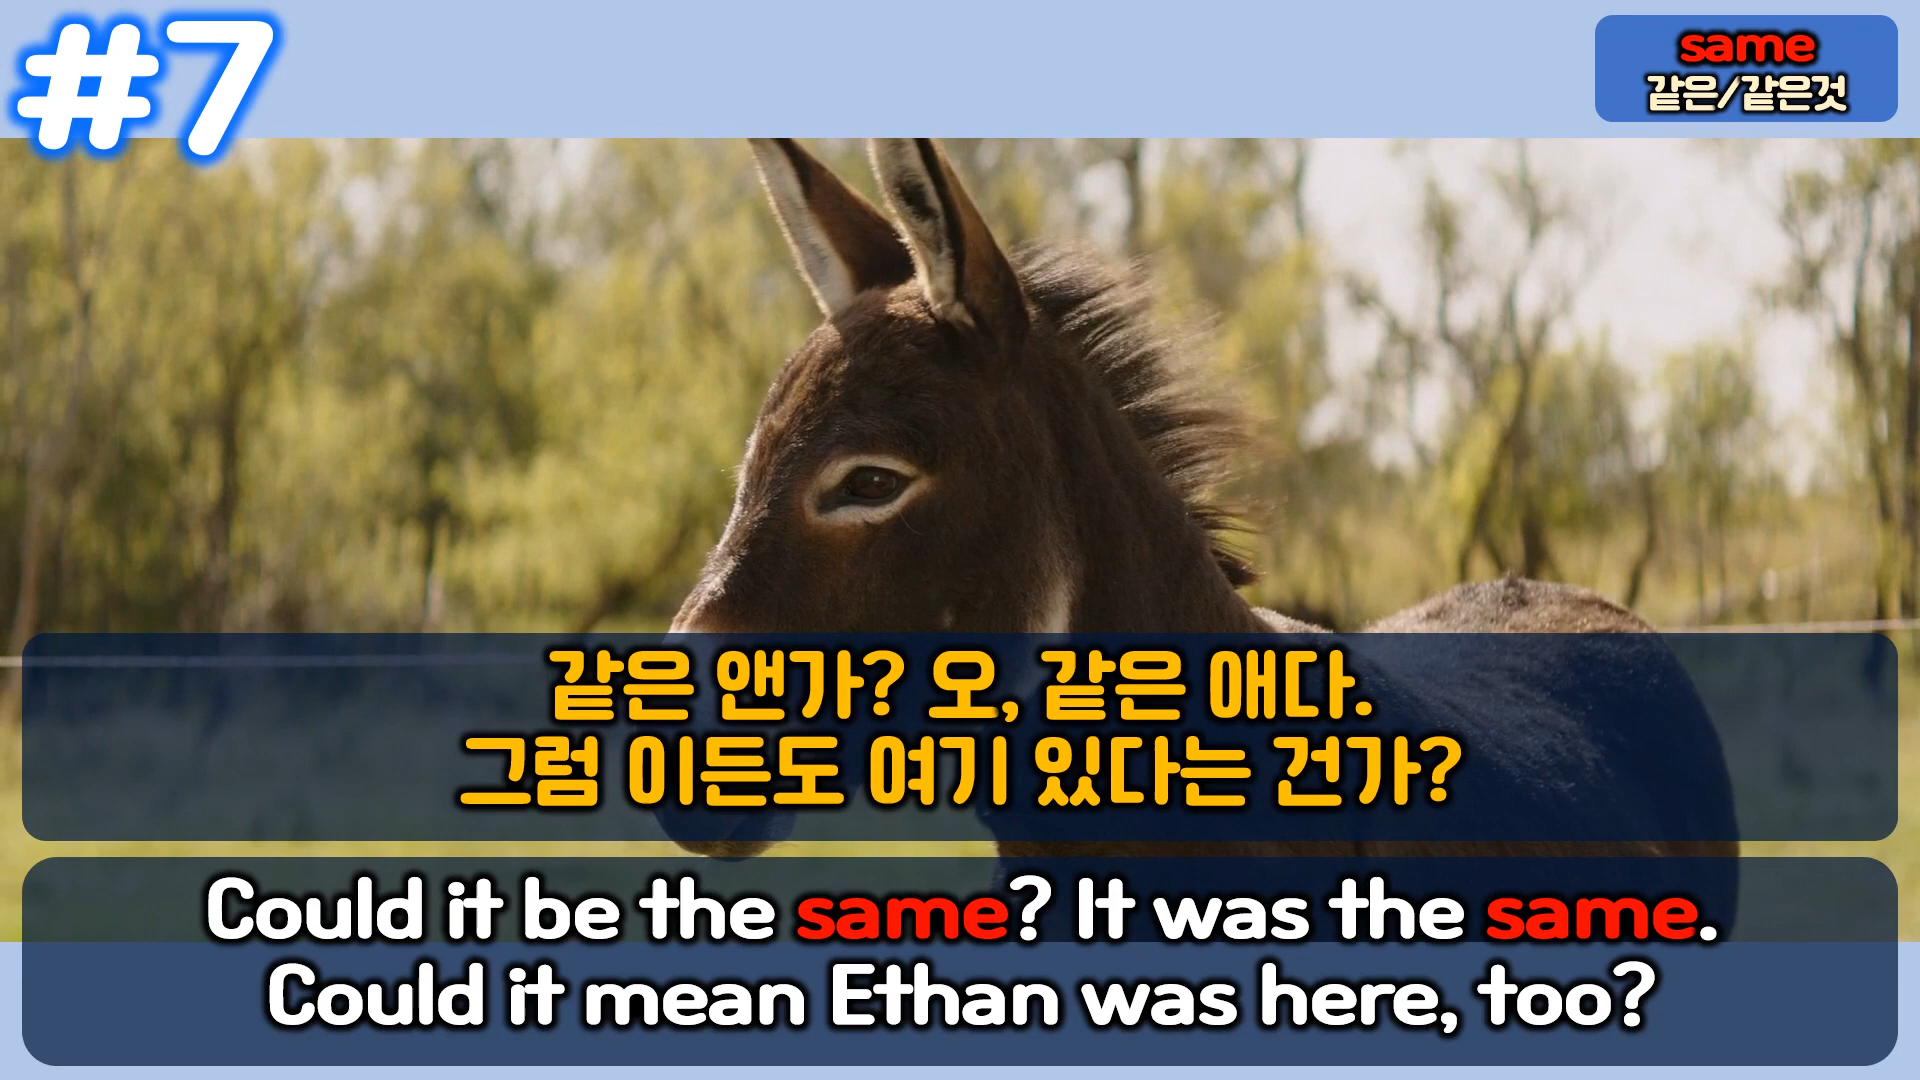 #7
same
같은/같은것
같은 앤가? 오, 같은 애다.
그럼 이든도 여기 있다는 건가?
Could it be the same? It was the same.
Could it mean Ethan was here, too?